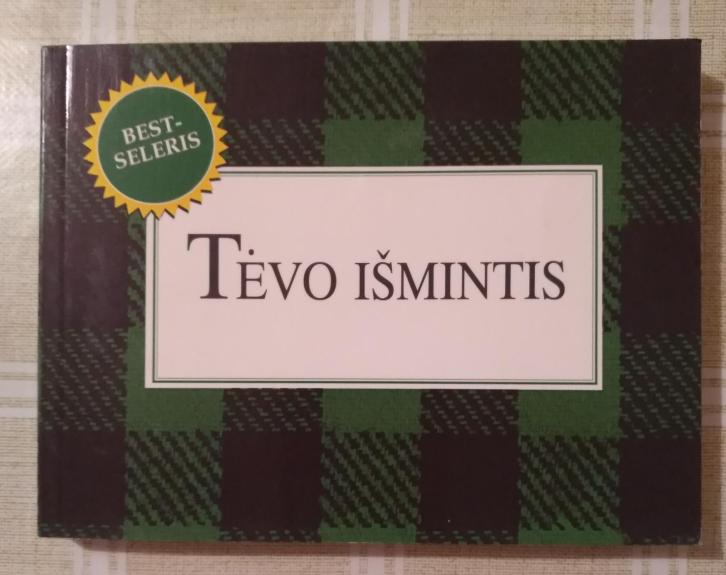 BEST-
SELERIS
TĖVO IŠMINTIS